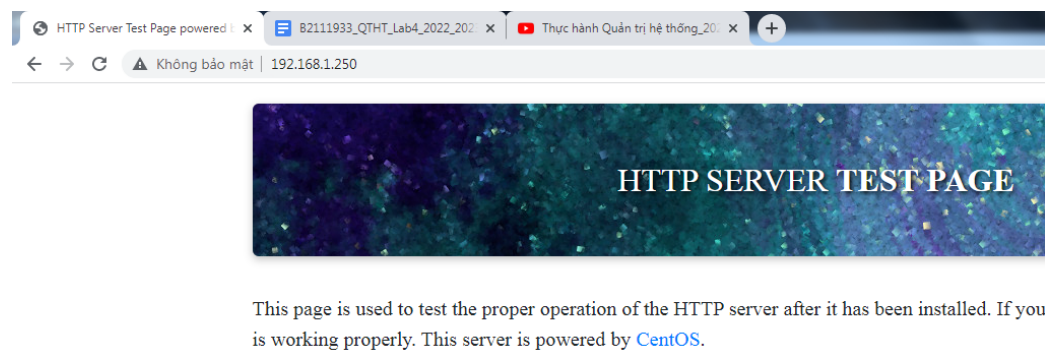 HTTP Server Test Page powered b
B2111933_QTHT_Lab4_2022_202
Thực hành Quản trị hệ thống_20
Không bảo mật | 192.168.1.250
HTTP SERVER TEST PAGE
This page is used to test the proper operation of the HTTP server after it has been installed. If you
is working properly. This server is powered by CentOS.